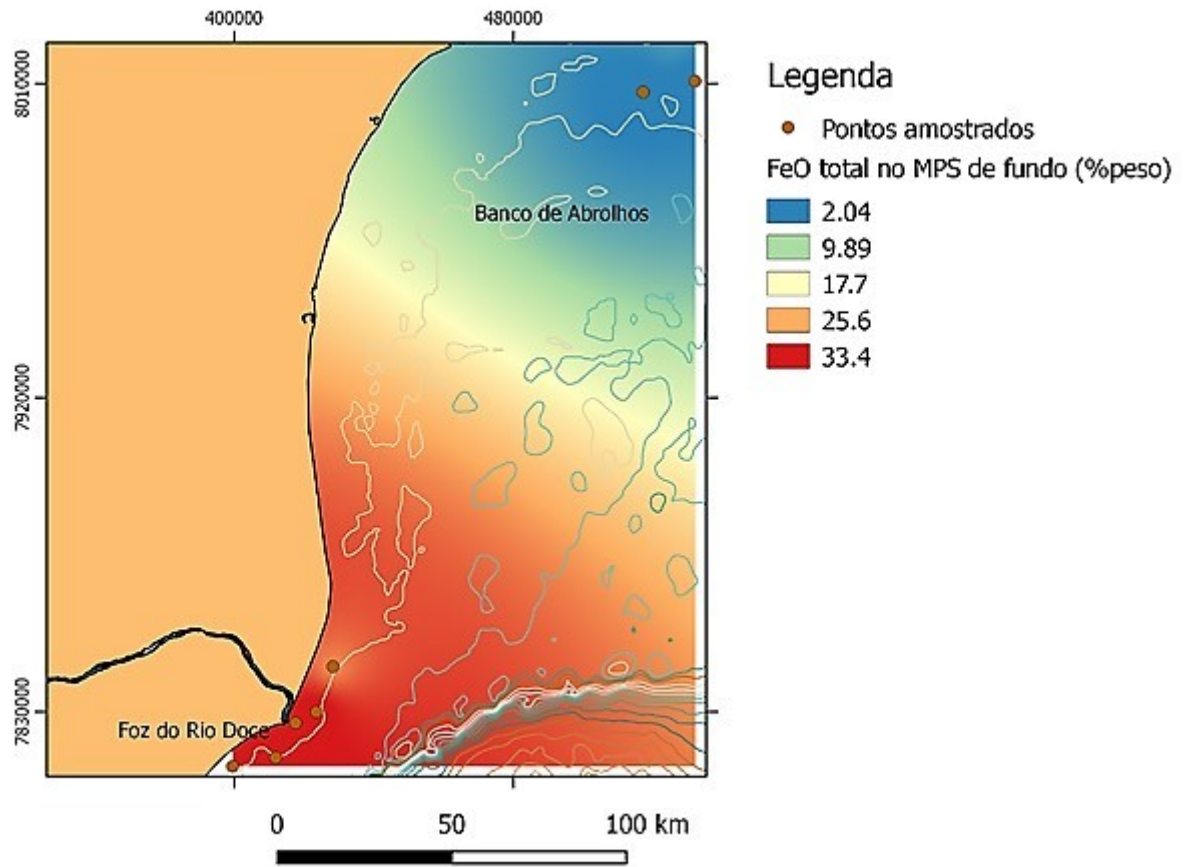 400000
480000
8010000
7920000
7830000
Banco de Abrolhos
Foz do Rio Doce
0
50
100 km
Legenda
Pontos amostrados
FeO total no MPS de fundo (%peso)
2.04
9.89
17.7
25.6
33.4